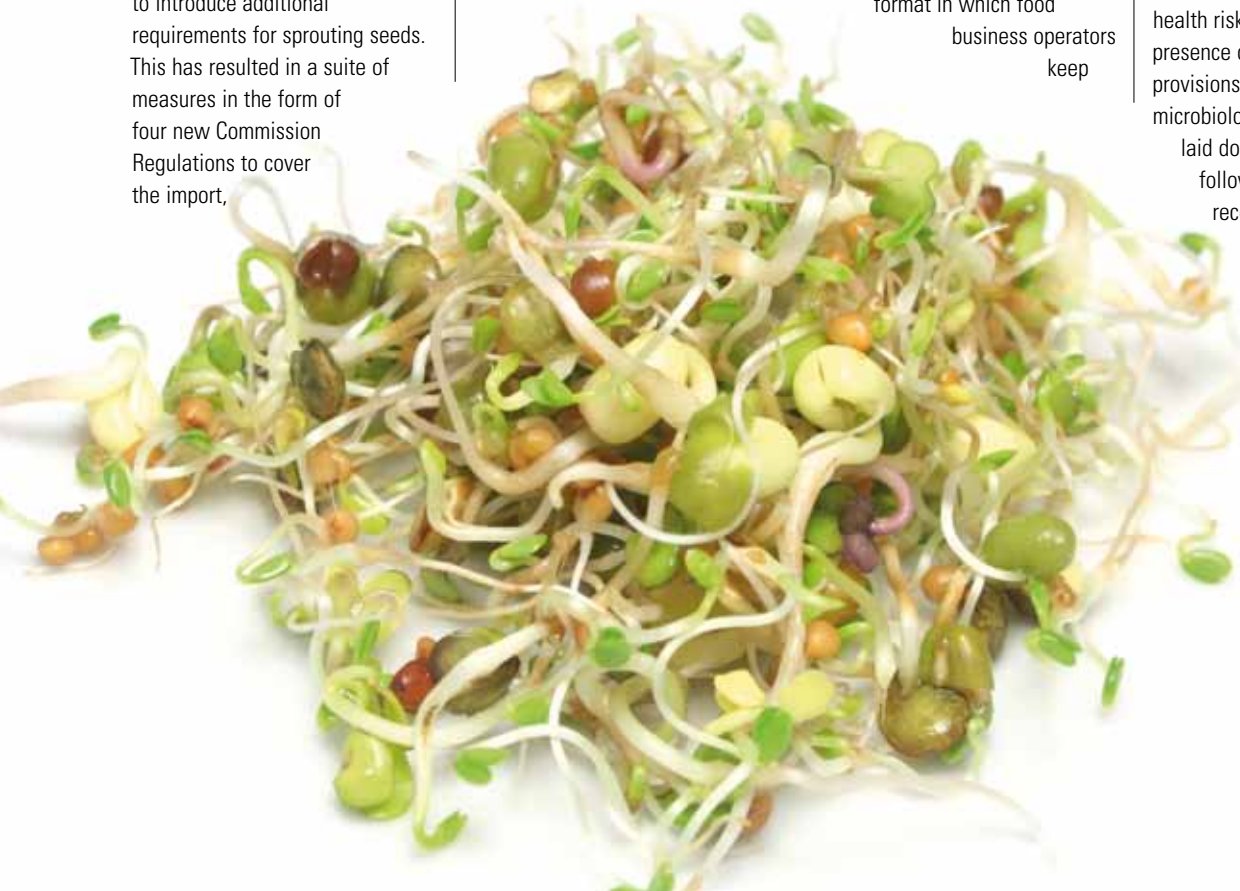 to introduce additional
requirements for sprouting seeds.
This has resulted in a suite of
measures in the form of
four new Commission
Regulations to cover
the import,
format in which food
business operators
keep
health risk
presence
provisions
microbiolo
laid do
follow
rec